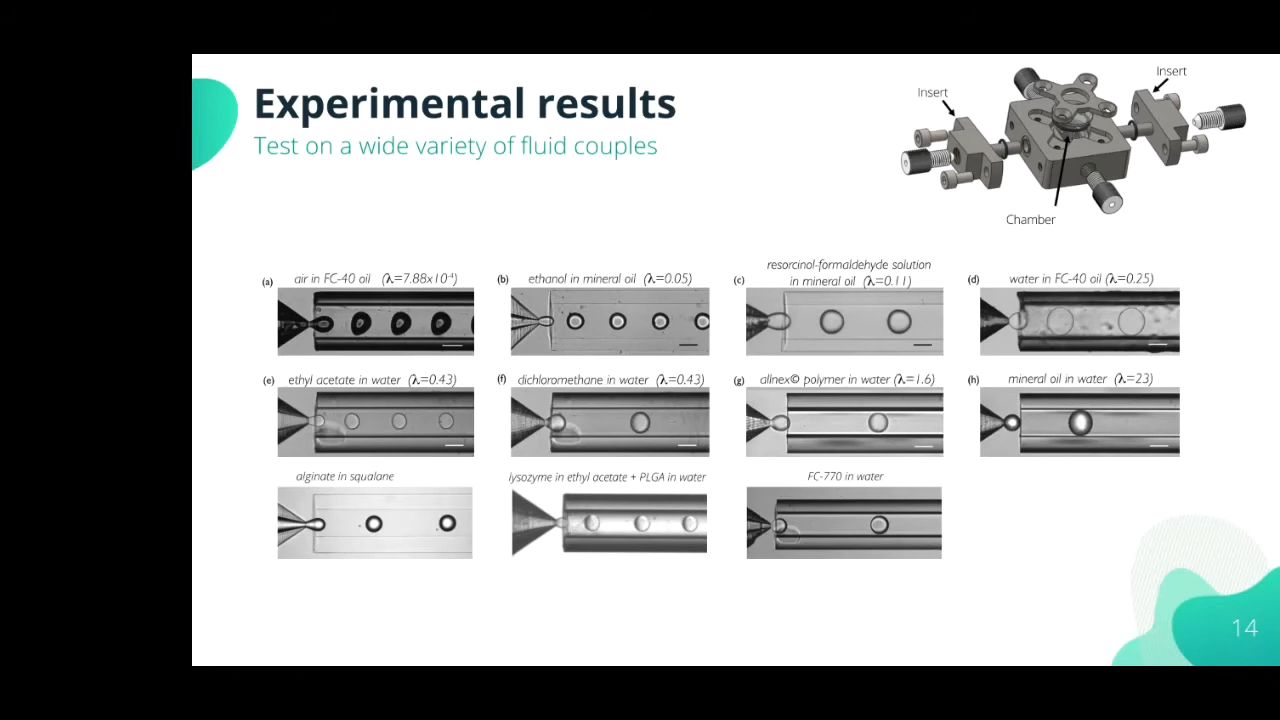 Experimental results
Test on a wide variety of fluid couples
Insert
Insert
Chamber
(a) air in FC-40 oil (λ=7.88x10⁻⁴)
(b) ethanol in mineral oil (λ=0.05)
(c) resorcinol-formaldehyde solution
in mineral oil (λ=0.11)
(d) water in FC-40 oil (λ=0.25)
(e) ethyl acetate in water (λ=0.43)
(f) dichloromethane in water (λ=0.43)
(g) allnex© polymer in water (λ=1.6)
(h) mineral oil in water (λ=23)
alginate in squalane
lysozyme in ethyl acetate + PLGA in water
FC-770 in water
14